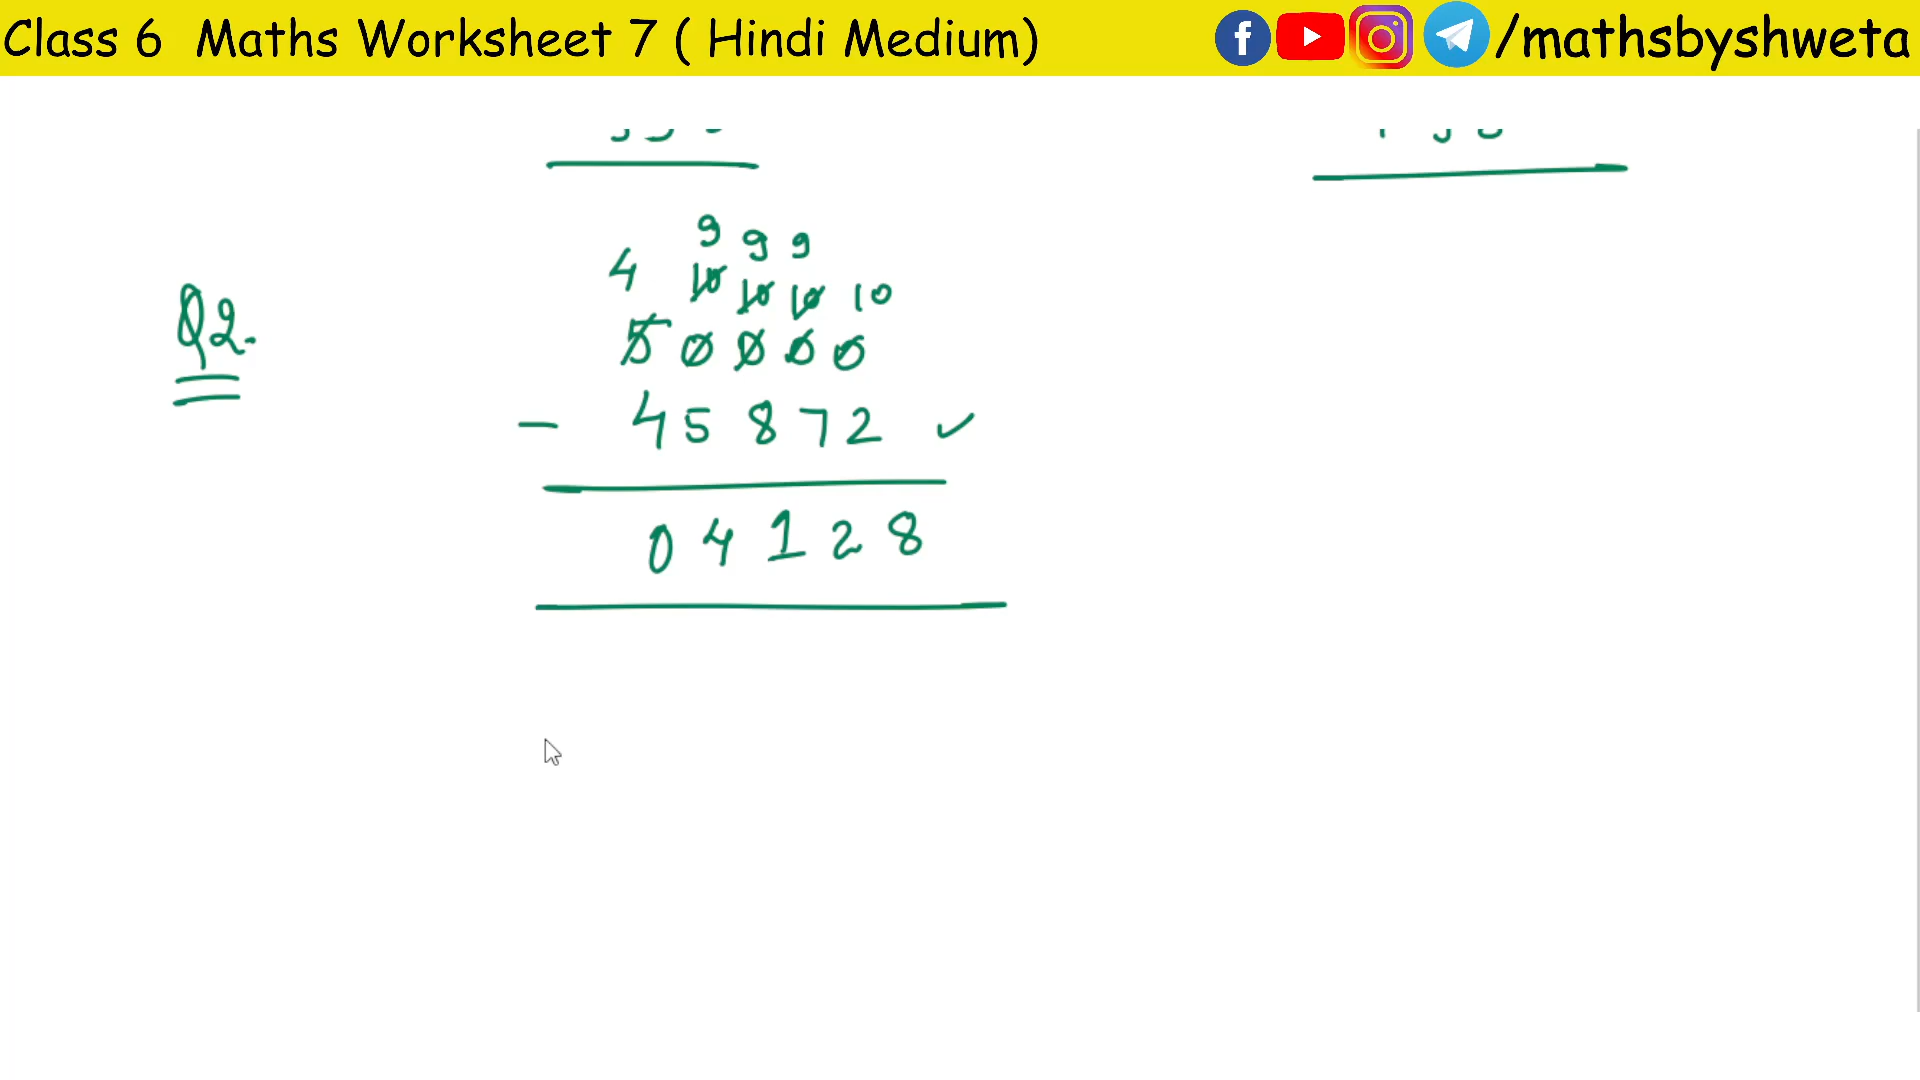 Class 6 Maths Worksheet 7 ( Hindi Medium)
/mathsbyshweta
4 9 9 9
10 10 10 10
Q2. 5 0 0 0 0
- 4 5 8 7 2 ✓
0 4 1 2 8